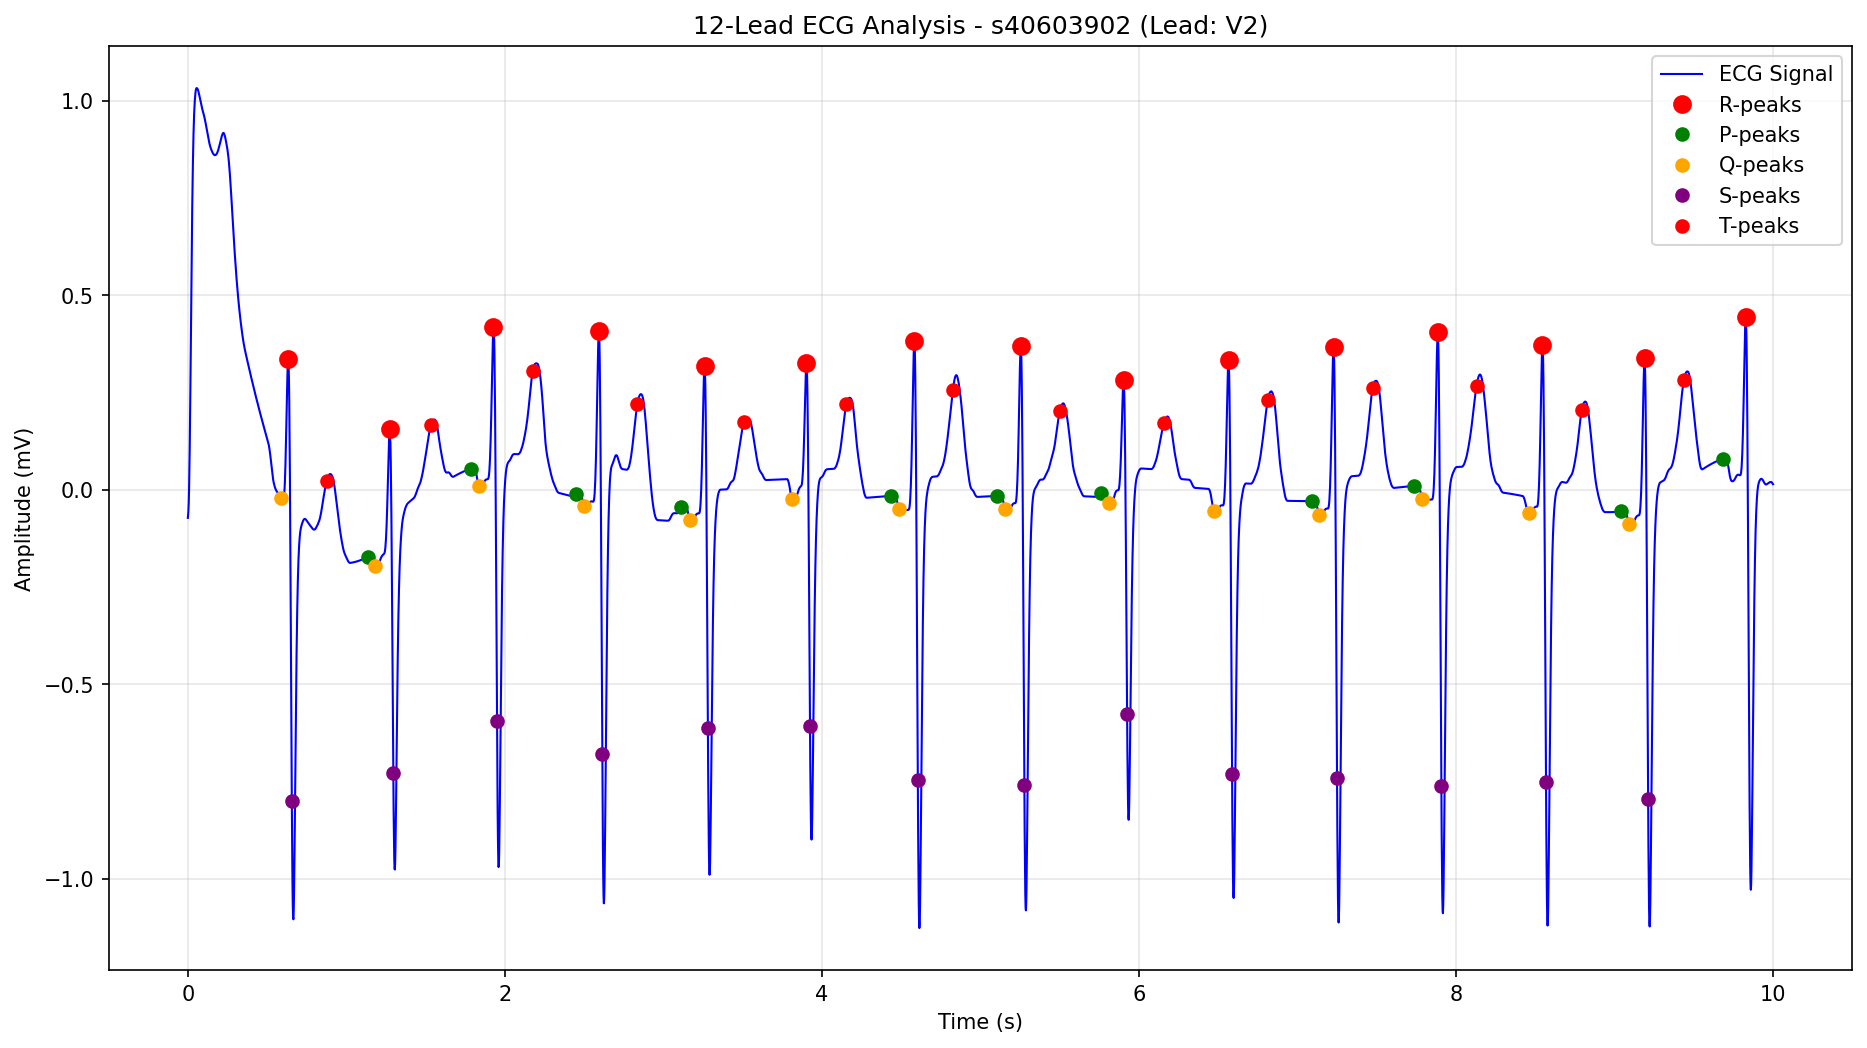 12-Lead ECG Analysis - s40603902 (Lead: V2)
ECG Signal
R-peaks
P-peaks
Q-peaks
S-peaks
T-peaks
Amplitude (mV)
1.0
0.5
0.0
−0.5
−1.0
0 2 4 6 8 10
Time (s)